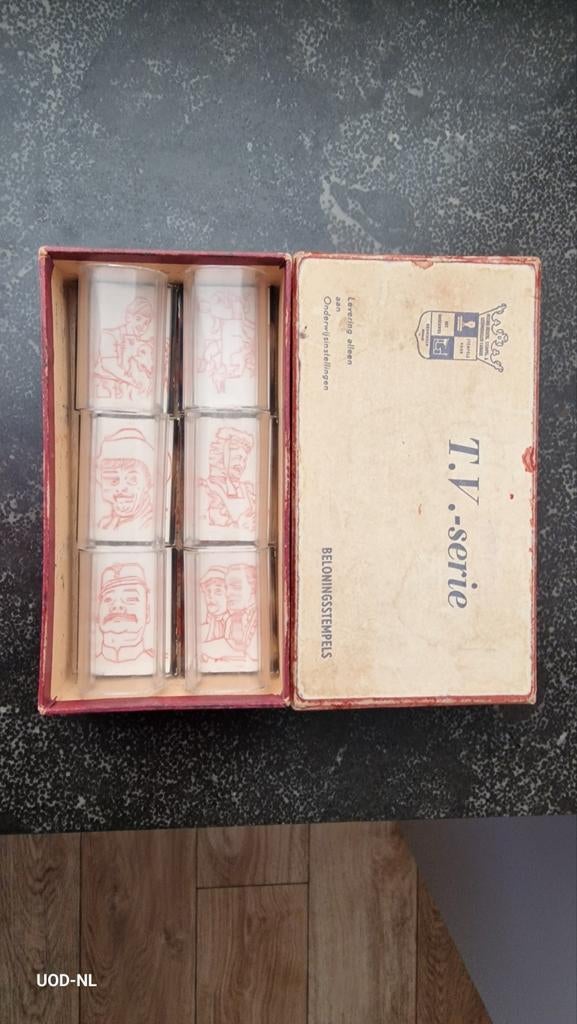 Levering alleen
aan
Onderwijsinstellingen
T.V.-serie
BELONINGSSTEMPELS
UOD-NL